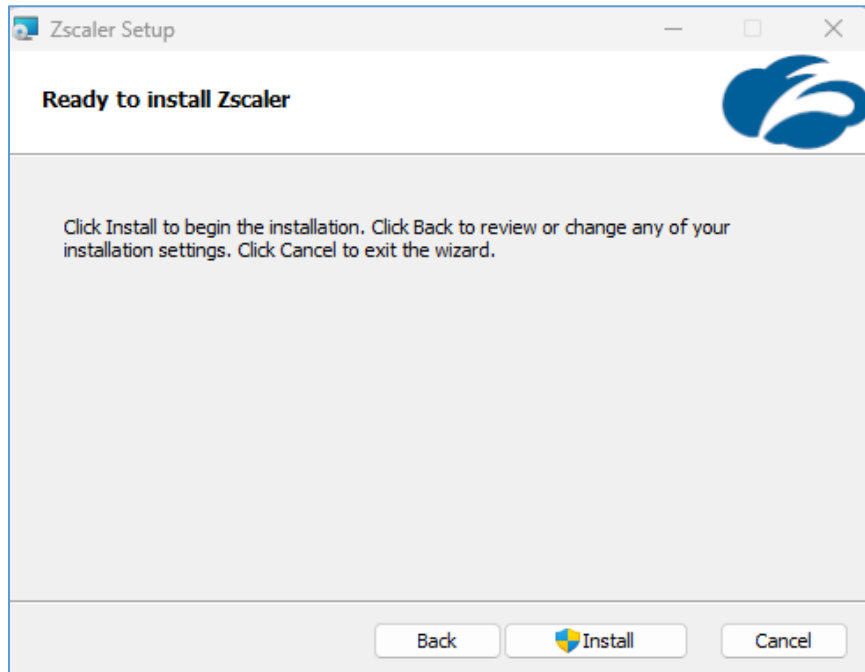 Zscaler Setup
Ready to install Zscaler
Click Install to begin the installation. Click Back to review or change any of your
installation settings. Click Cancel to exit the wizard.
Back
Install
Cancel